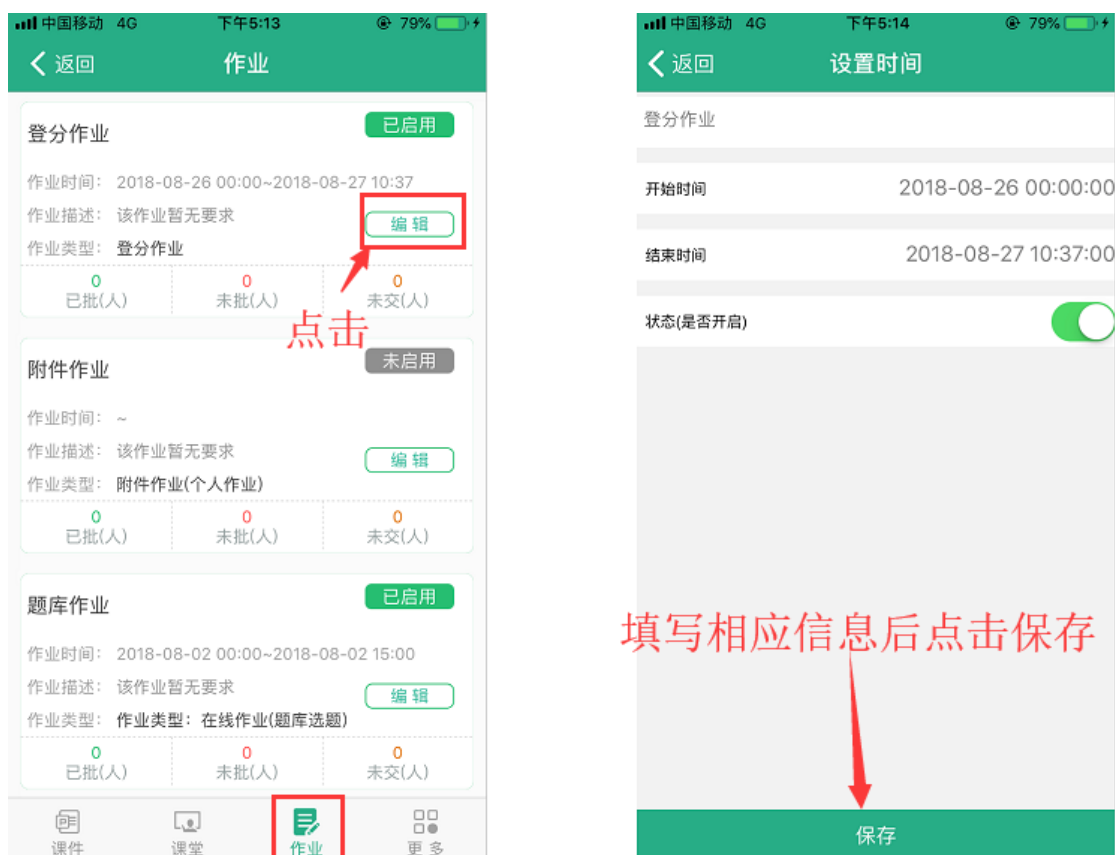 中国移动 4G 下午5:13 79%
返回 作业
登分作业 已启用
作业时间： 2018-08-26 00:00~2018-08-27 10:37
作业描述： 该作业暂无要求
编 辑
作业类型： 登分作业
0 0 0
已批(人) 未批(人) 未交(人)
点击
附件作业 未启用
作业时间： ~
作业描述： 该作业暂无要求
编 辑
作业类型： 附件作业(个人作业)
0 0 0
已批(人) 未批(人) 未交(人)
题库作业 已启用
作业时间： 2018-08-02 00:00~2018-08-02 15:00
作业描述： 该作业暂无要求
编 辑
作业类型： 作业类型：在线作业(题库选题)
0 0 0
已批(人) 未批(人) 未交(人)
课件 课堂 作业 更多
中国移动 4G 下午5:14 79%
返回 设置时间
登分作业
开始时间 2018-08-26 00:00:00
结束时间 2018-08-27 10:37:00
状态(是否开启)
填写相应信息后点击保存
保存